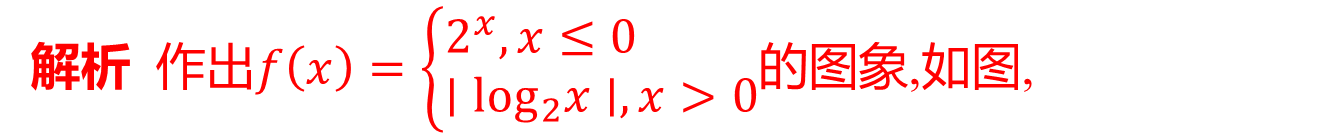 解析 作出f(x) = {2^x, x ≤ 0
| log₂x |, x > 0的图象,如图,